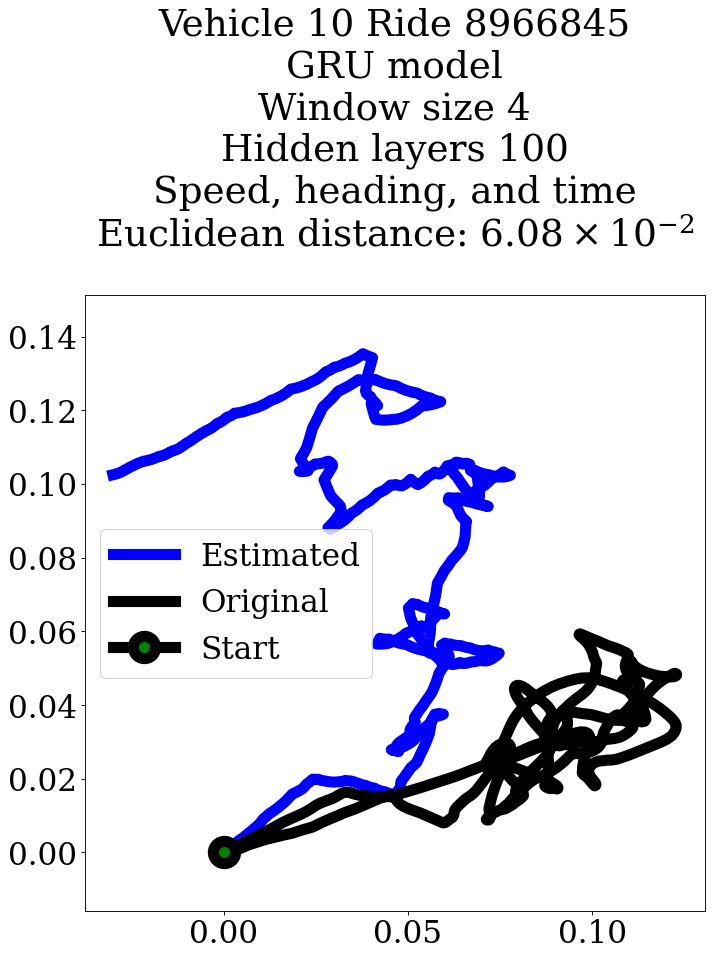 Vehicle 10 Ride 8966845
GRU model
Window size 4
Hidden layers 100
Speed, heading, and time
Euclidean distance: 6.08 × 10⁻²
0.14
0.12
0.10
0.08
0.06
0.04
0.02
0.00
Estimated
Original
Start
0.00 0.05 0.10